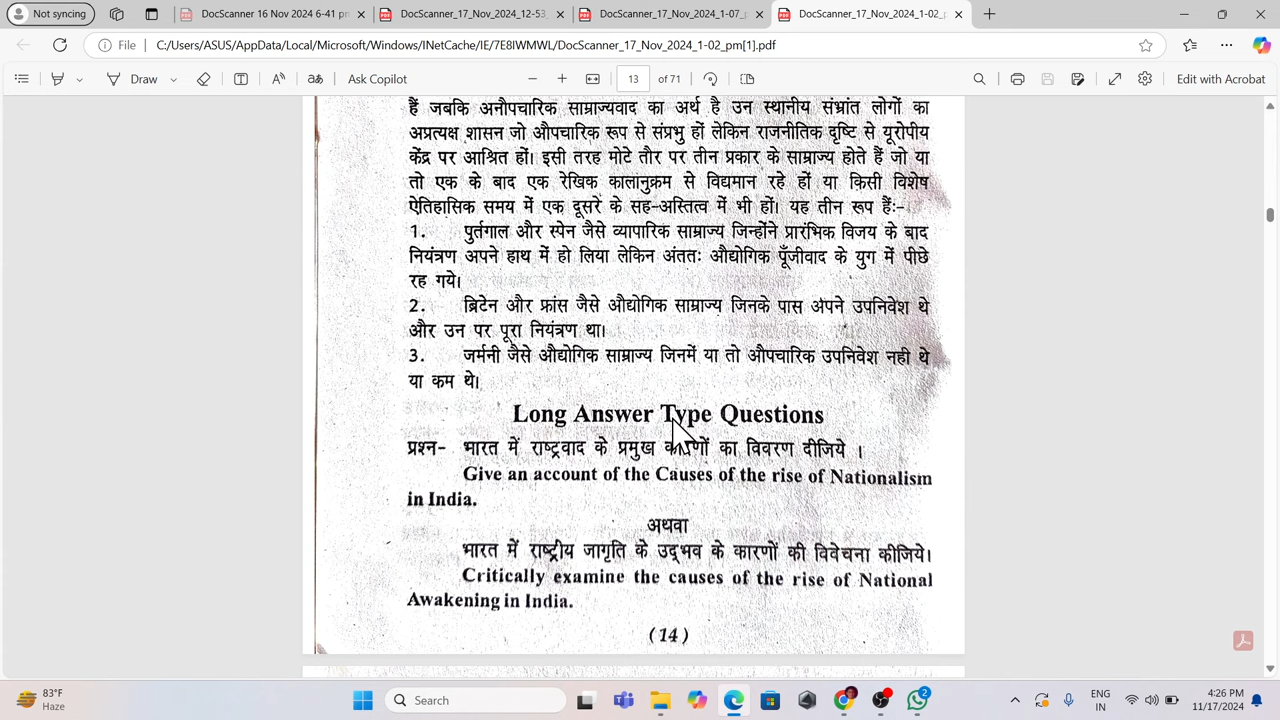 Not syncing
DocScanner 16 Nov 2024 6-41 pm
DocScanner_17_Nov_2024_12-53_
DocScanner_17_Nov_2024_1-07_p
DocScanner_17_Nov_2024_1-02_p
File
C:/Users/ASUS/AppData/Local/Microsoft/Windows/INetCache/IE/7E8IWMWL/DocScanner_17_Nov_2024_1-02_pm[1].pdf
Draw
Ask Copilot
13 of 71
Edit with Acrobat
हैं जबकि अनौपचारिक साम्राज्यवाद का अर्थ है उन स्थानीय संभ्रांत लोगों का
अप्रत्यक्ष शासन जो औपचारिक रूप से संप्रभु हों लेकिन राजनीतिक दृष्टि से यूरोपीय
केंद्र पर आश्रित हों। इसी तरह मोटे तौर पर तीन प्रकार के साम्राज्य होते हैं जो या
तो एक के बाद एक रेखिक कालानुक्रम से विद्यमान रहे हों या किसी विशेष
ऐतिहासिक समय में एक दूसरे के सह-अस्तित्व में भी हों। यह तीन रूप हैंः-
1. पुर्तगाल और स्पेन जैसे व्यापारिक साम्राज्य जिन्होंने प्रारंभिक विजय के बाद
नियंत्रण अपने हाथ में हो लिया लेकिन अंततः औद्योगिक पूँजीवाद के युग में पीछे
रह गये।
2. ब्रिटेन और फ्रांस जैसे औद्योगिक साम्राज्य जिनके पास अपने उपनिवेश थे
और उन पर पूरा नियंत्रण था।
3. जर्मनी जैसे औद्योगिक साम्राज्य जिनमें या तो औपचारिक उपनिवेश नही थे
या कम थे।
Long Answer Type Questions
प्रश्न- भारत में राष्ट्रवाद के प्रमुख कारणों का विवरण दीजिये ।
Give an account of the Causes of the rise of Nationalism
in India.
अथवा
भारत में राष्ट्रीय जागृति के उद्भव के कारणों की विवेचना कीजिये।
Critically examine the causes of the rise of National
Awakening in India.
(14)
83°F
Haze
Search
2
ENG
IN
4:26 PM
11/17/2024